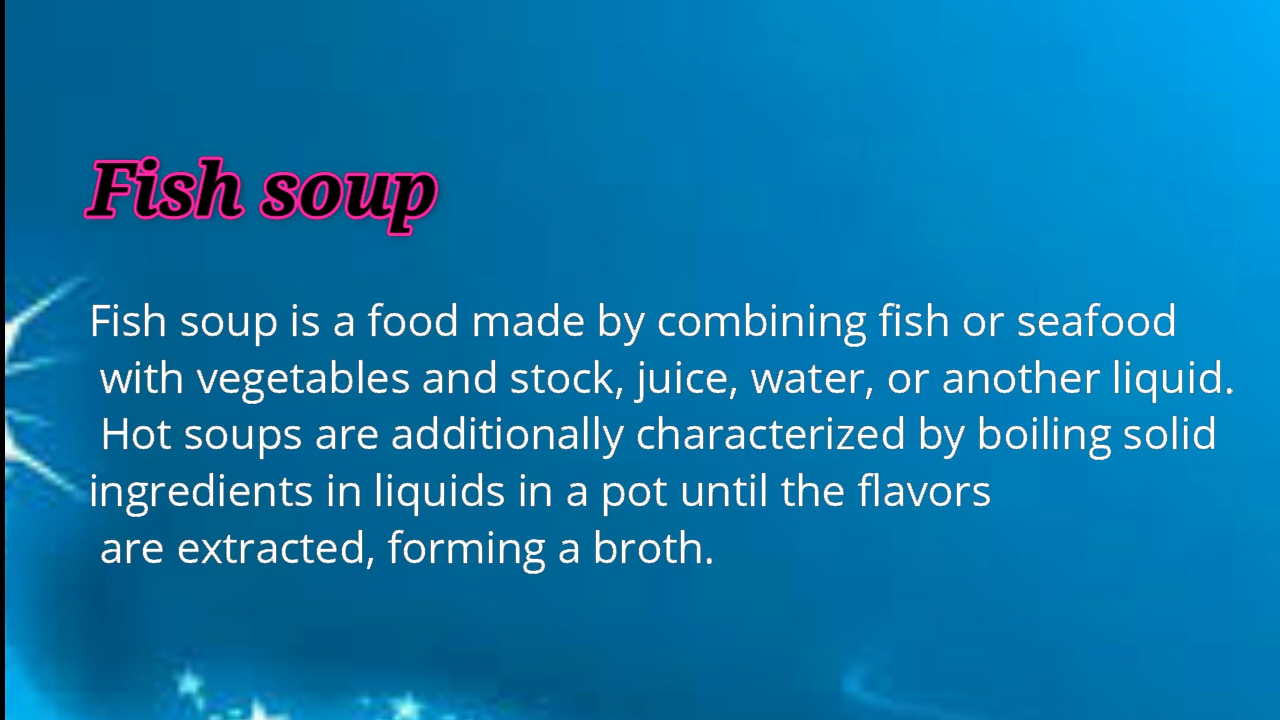 Fish soup
Fish soup is a food made by combining fish or seafood
with vegetables and stock, juice, water, or another liquid.
Hot soups are additionally characterized by boiling solid
ingredients in liquids in a pot until the flavors
are extracted, forming a broth.